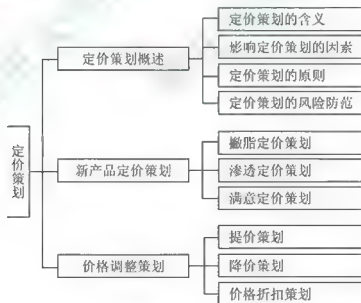 定价策划
定价策划概述
定价策划的含义
影响定价策划的因素
定价策划的原则
定价策划的风险防范
新产品定价策划
撇脂定价策划
渗透定价策划
满意定价策划
价格调整策划
提价策划
降价策划
价格折扣策划